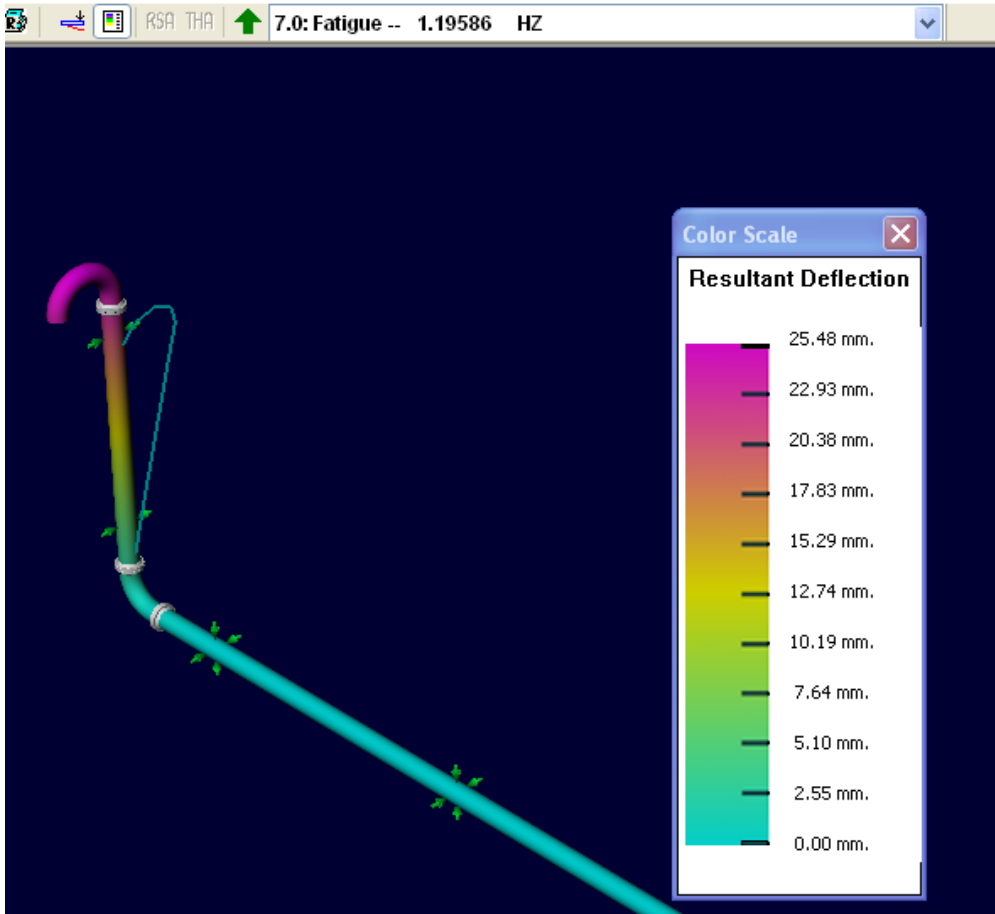 RSA THA 7.0: Fatigue -- 1.19586 HZ
Color Scale
Resultant Deflection
25.48 mm.
22.93 mm.
20.38 mm.
17.83 mm.
15.29 mm.
12.74 mm.
10.19 mm.
7.64 mm.
5.10 mm.
2.55 mm.
0.00 mm.